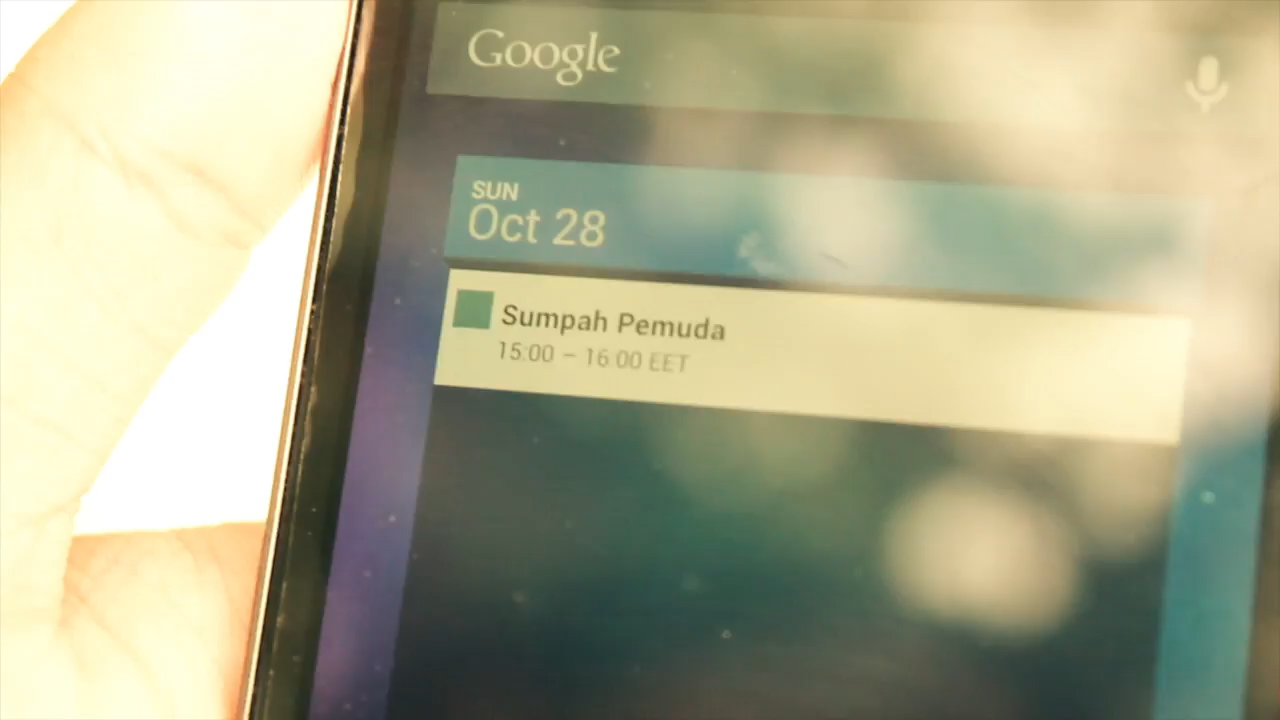 Google
SUN
Oct 28
Sumpah Pemuda
15:00 – 16:00 EET